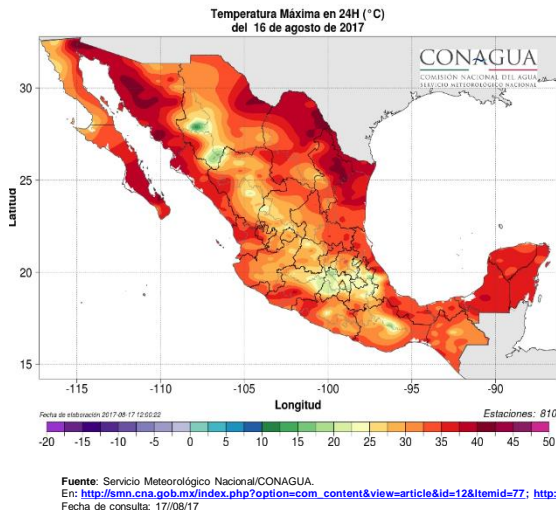 Temperatura Máxima en 24H (°C)
del 16 de agosto de 2017
CONAGUA
COMISIÓN NACIONAL DEL AGUA
SERVICIO METEOROLÓGICO NACIONAL
Latitud
30
25
20
15
-115 -110 -105 -100 -95 -90
Longitud
Fecha de elaboración 2017-08-17 12:00:22
Estaciones: 810
-20 -15 -10 -5 0 5 10 15 20 25 30 35 40 45 50
Fuente: Servicio Meteorológico Nacional/CONAGUA.
En: http://smn.cna.gob.mx/index.php?option=com_content&view=article&id=12&Itemid=77; http:
Fecha de consulta: 17//08/17